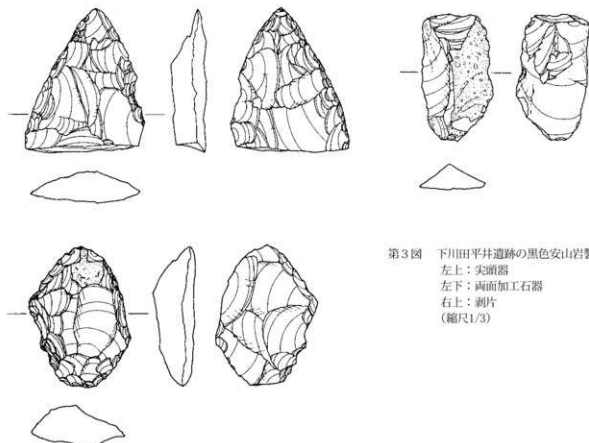 第3図　下川田平井遺跡の黒色安山岩製
左上：尖頭器
左下：両面加工石器
右上：剥片
（縮尺1/3）